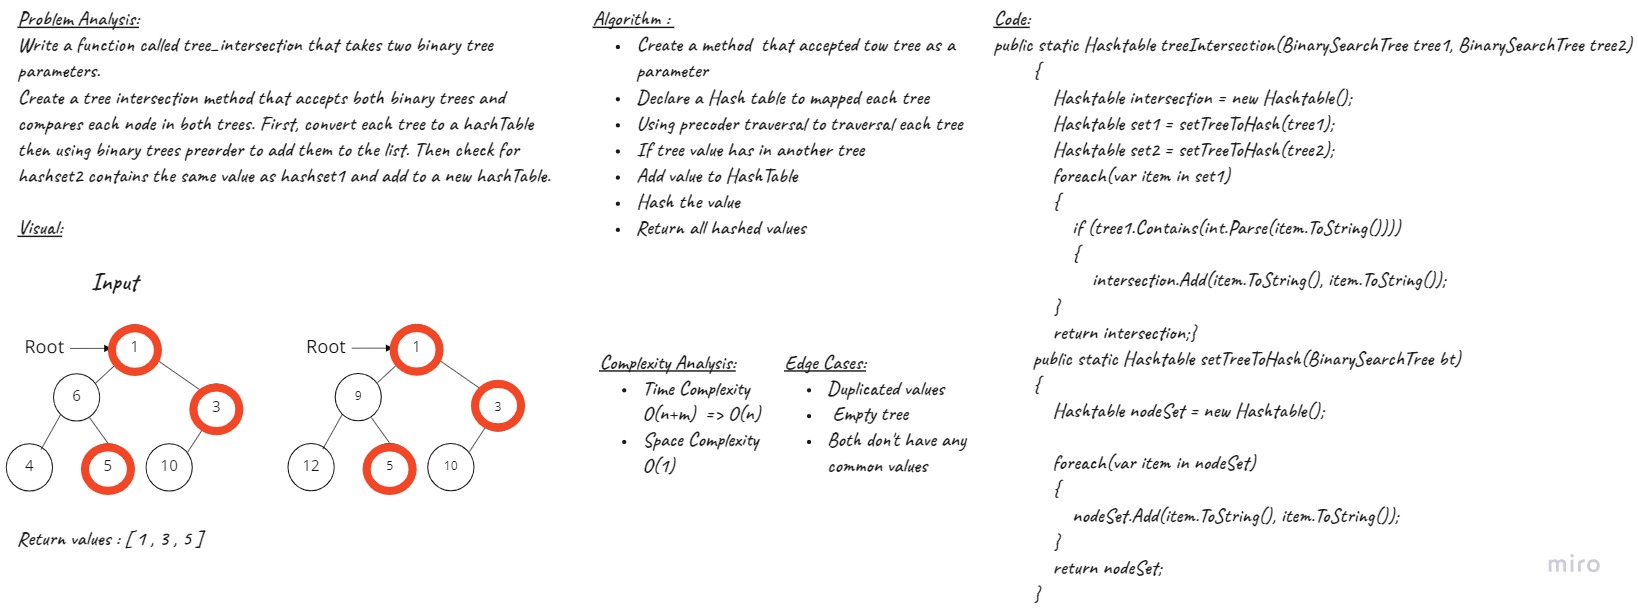 Problem Analysis:
Write a function called tree_intersection that takes two binary tree
parameters.
Create a tree intersection method that accepts both binary trees and
compares each node in both trees. First, convert each tree to a hashTable
then using binary trees preorder to add them to the list. Then check for
hashset2 contains the same value as hashset1 and add to a new hashTable.
Visual:
Input
Root
1
6
3
4
5
10
Root
1
9
3
12
5
10
Return values : [ 1 , 3 , 5 ]
Algorithm :
• Create a method that accepted tow tree as a
parameter
• Declare a Hash table to mapped each tree
• Using precoder traversal to traversal each tree
• If tree value has in another tree
• Add value to HashTable
• Hash the value
• Return all hashed values
Complexity Analysis:
• Time Complexity
O(n+m) => O(n)
• Space Complexity
O(1)
Edge Cases:
• Duplicated values
• Empty tree
• Both don't have any
common values
Code:
public static Hashtable treeIntersection(BinarySearchTree tree1, BinarySearchTree tree2)
{
Hashtable intersection = new Hashtable();
Hashtable set1 = setTreeToHash(tree1);
Hashtable set2 = setTreeToHash(tree2);
foreach(var item in set1)
{
if (tree1.Contains(int.Parse(item.ToString())))
{
intersection.Add(item.ToString(), item.ToString());
}
return intersection;}
public static Hashtable setTreeToHash(BinarySearchTree bt)
{
Hashtable nodeSet = new Hashtable();
foreach(var item in nodeSet)
{
nodeSet.Add(item.ToString(), item.ToString());
}
return nodeSet;
}
miro